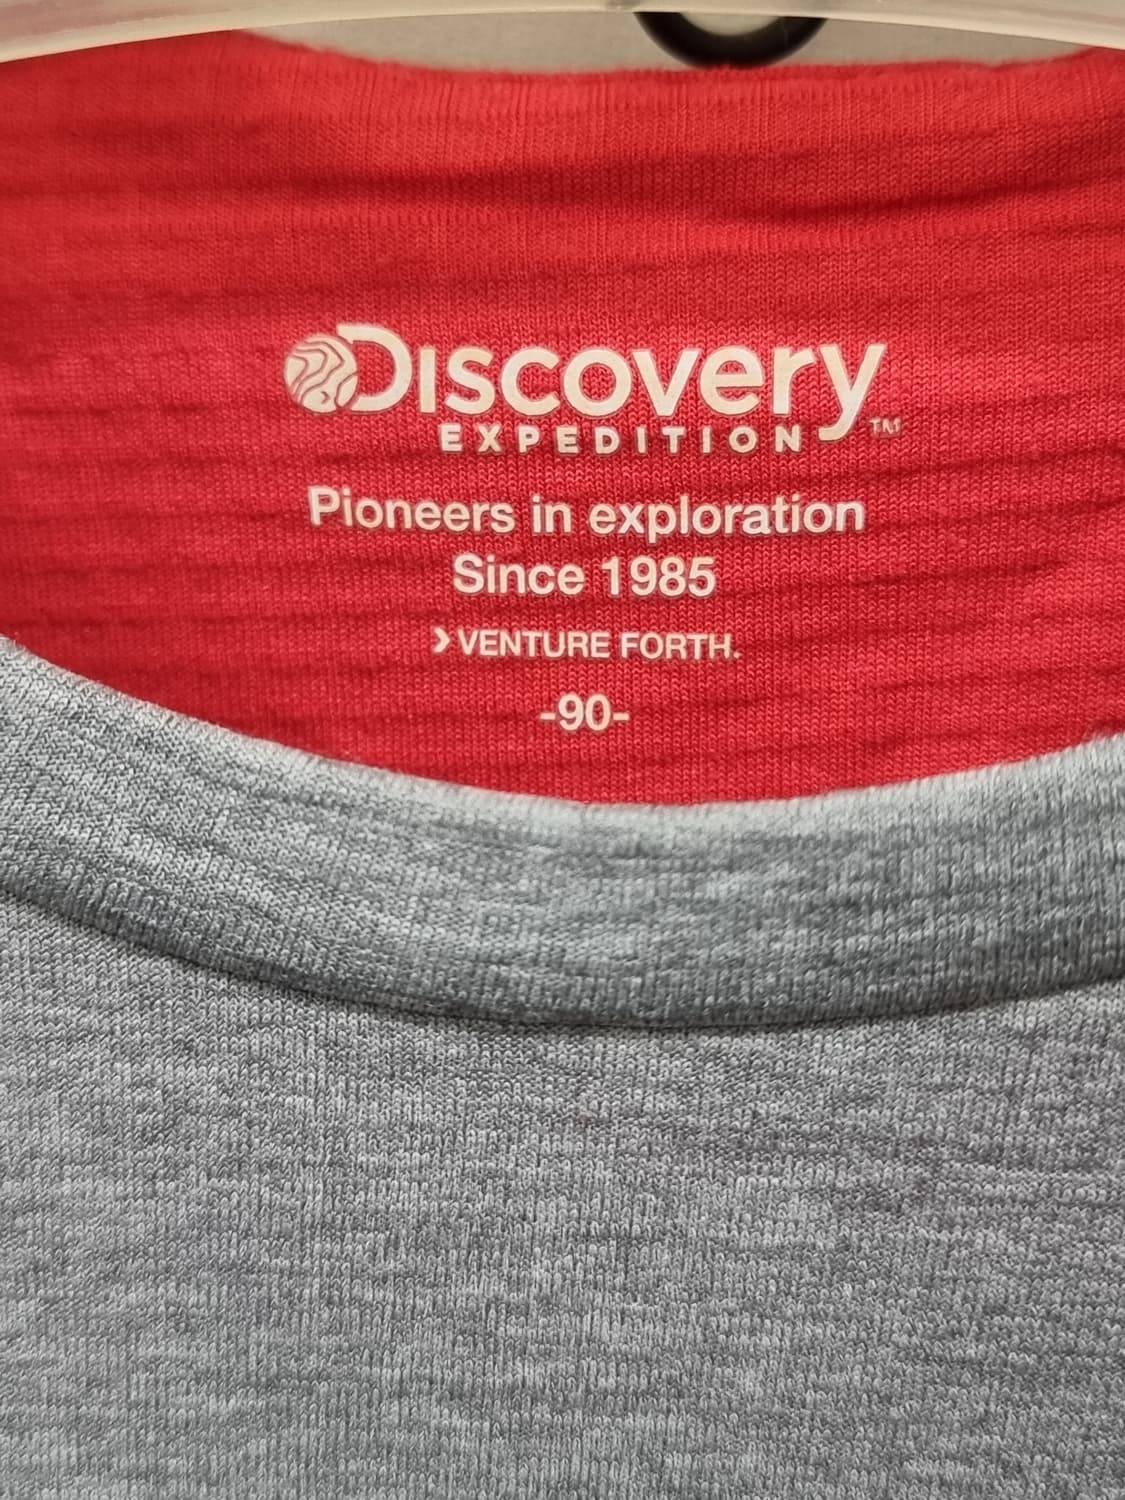 Discovery
EXPEDITION™
Pioneers in exploration
Since 1985
❯ VENTURE FORTH.
-90-